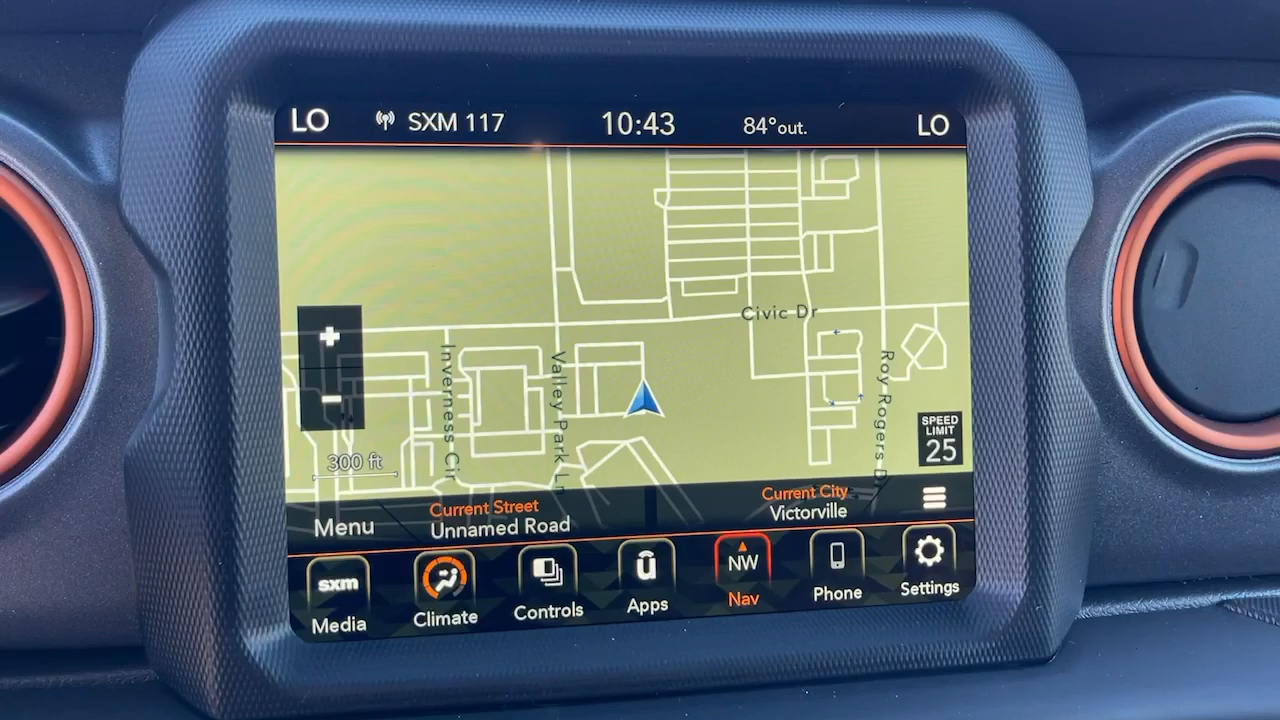 LO
SXM 117
10:43
84°out.
LO
Civic Dr
Inverness Cir
Valley Park Ln
Roy Rogers Dr
+
-
300 ft
SPEED
LIMIT
25
Menu
Current Street
Unnamed Road
Current City
Victorville
sxm
Media
Climate
Controls
û
Apps
NW
Nav
Phone
Settings